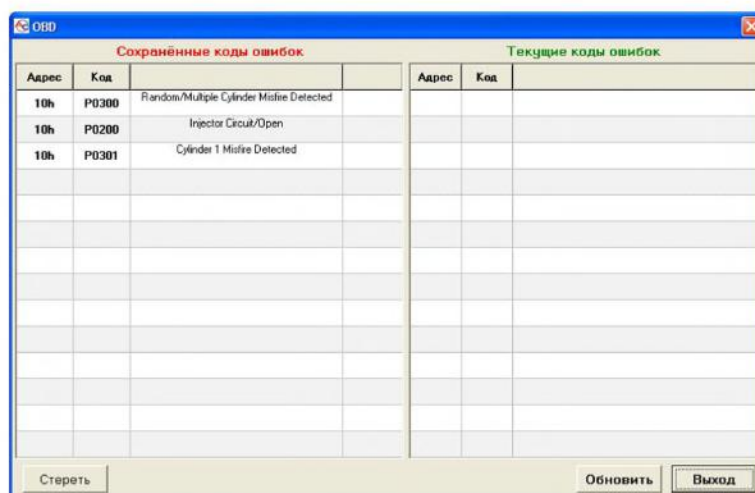 OBD
Сохранённые коды ошибок
Адрес Код
10h P0300 Random/Multiple Cylinder Misfire Detected
10h P0200 Injector Circuit/Open
10h P0301 Cylinder 1 Misfire Detected
Текущие коды ошибок
Адрес Код
Стереть
Обновить
Выход